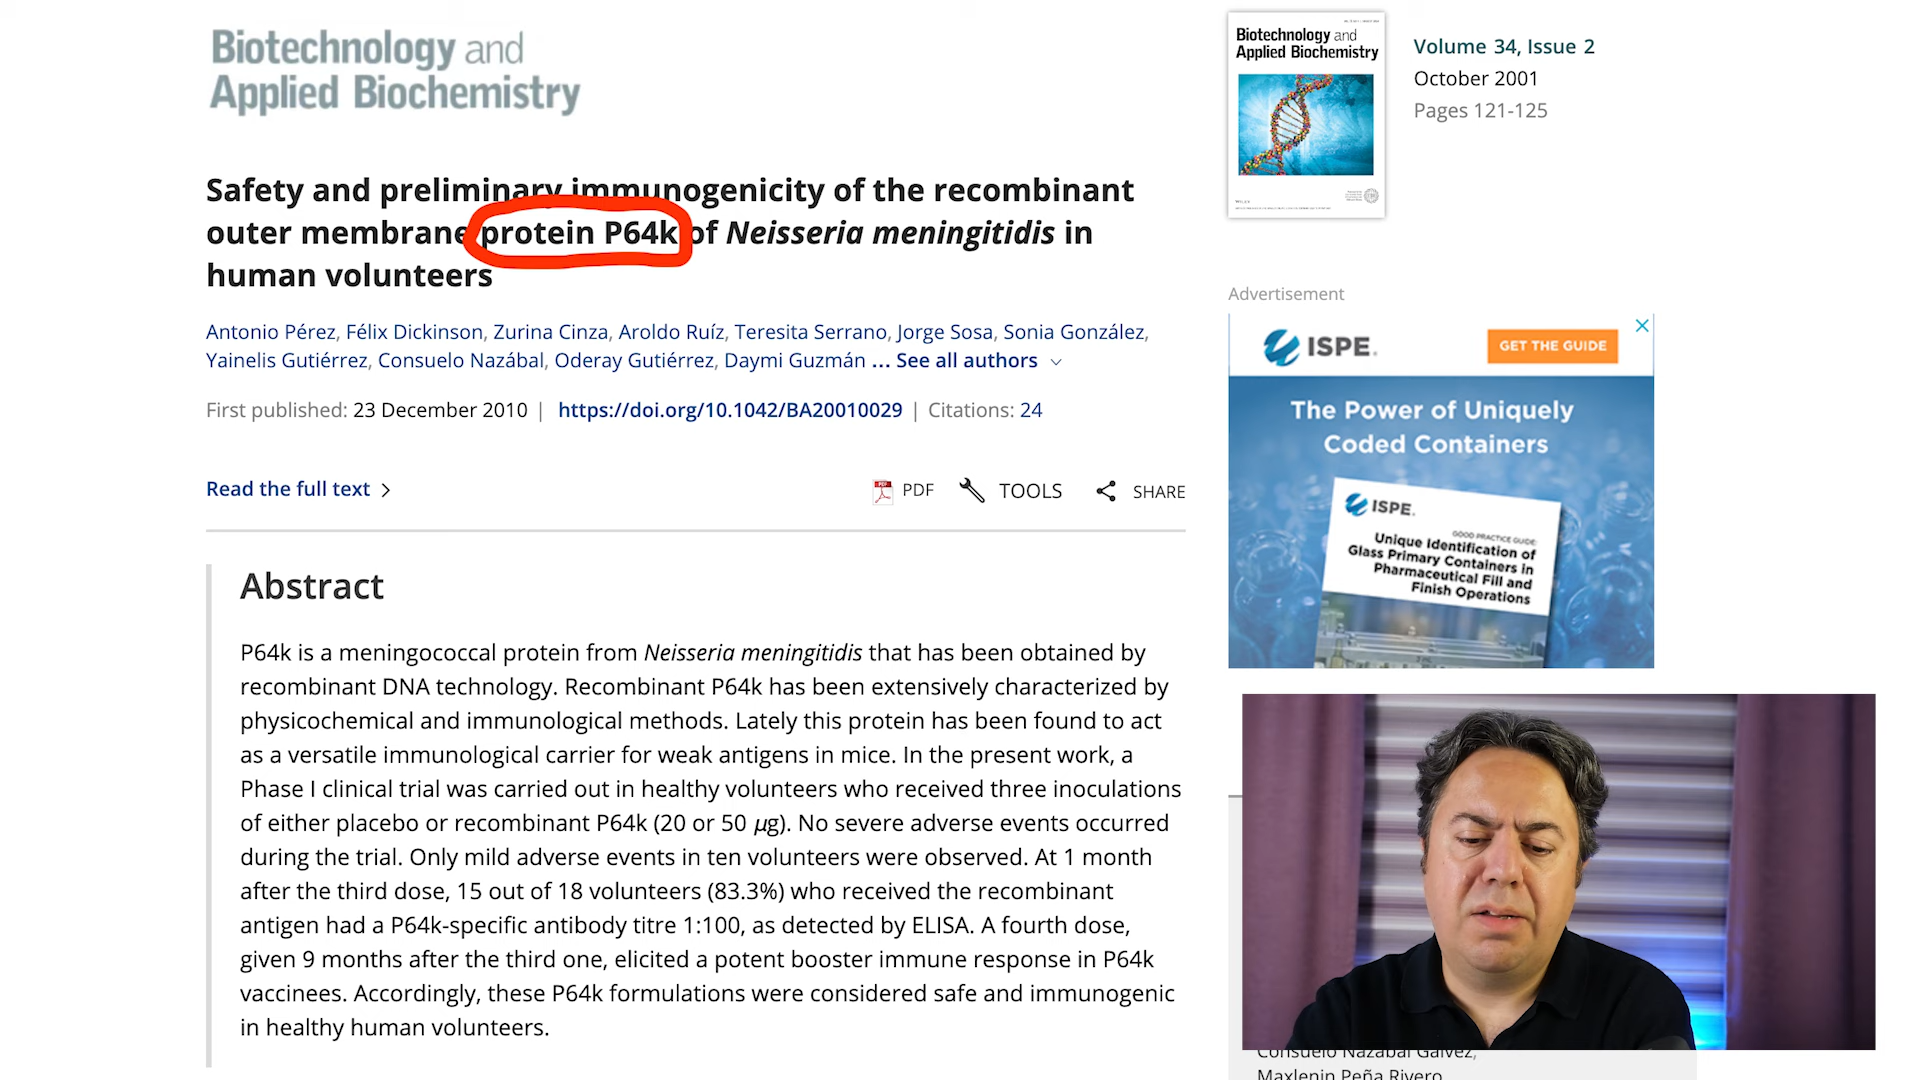 Biotechnology and
Applied Biochemistry
Safety and preliminary immunogenicity of the recombinant
outer membrane protein P64k of Neisseria meningitidis in
human volunteers
Antonio Pérez, Félix Dickinson, Zurina Cinza, Aroldo Ruíz, Teresita Serrano, Jorge Sosa, Sonia González,
Yainelis Gutiérrez, Consuelo Nazábal, Oderay Gutiérrez, Daymi Guzmán ... See all authors
First published: 23 December 2010 | https://doi.org/10.1042/BA20010029 | Citations: 24
Read the full text
PDF TOOLS SHARE
Abstract
P64k is a meningococcal protein from Neisseria meningitidis that has been obtained by
recombinant DNA technology. Recombinant P64k has been extensively characterized by
physicochemical and immunological methods. Lately this protein has been found to act
as a versatile immunological carrier for weak antigens in mice. In the present work, a
Phase I clinical trial was carried out in healthy volunteers who received three inoculations
of either placebo or recombinant P64k (20 or 50 μg). No severe adverse events occurred
during the trial. Only mild adverse events in ten volunteers were observed. At 1 month
after the third dose, 15 out of 18 volunteers (83.3%) who received the recombinant
antigen had a P64k-specific antibody titre 1:100, as detected by ELISA. A fourth dose,
given 9 months after the third one, elicited a potent booster immune response in P64k
vaccinees. Accordingly, these P64k formulations were considered safe and immunogenic
in healthy human volunteers.
Biotechnology and
Applied Biochemistry
WILEY
Volume 34, Issue 2
October 2001
Pages 121-125
Advertisement
ISPE.
GET THE GUIDE
The Power of Uniquely
Coded Containers
ISPE.
GOOD PRACTICE GUIDE:
Unique Identification of
Glass Primary Containers in
Pharmaceutical Fill and
Finish Operations
Consuelo Nazabal Galvez,
Maxlenin Peña Rivero